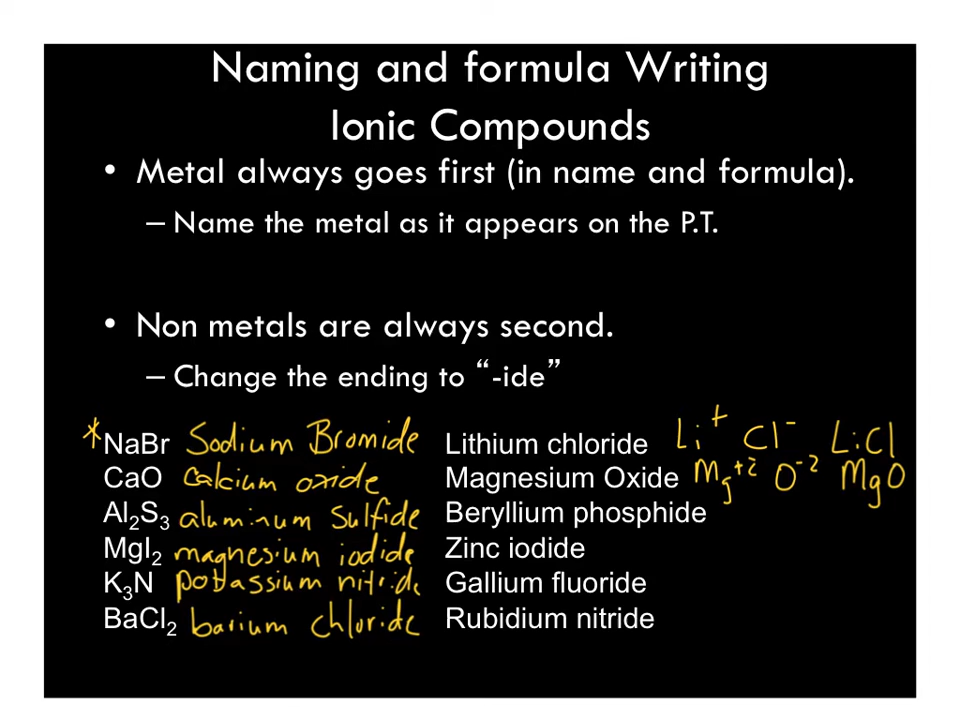 Naming and formula Writing
Ionic Compounds
• Metal always goes first (in name and formula).
– Name the metal as it appears on the P.T.
• Non metals are always second.
– Change the ending to “-ide”
*NaBr Sodium Bromide Lithium chloride Li⁺ Cl⁻ LiCl
CaO calcium oxide Magnesium Oxide Mg⁺² O⁻² MgO
Al₂S₃ aluminum sulfide Beryllium phosphide
MgI₂ magnesium iodide Zinc iodide
K₃N potassium nitride Gallium fluoride
BaCl₂ barium chloride Rubidium nitride